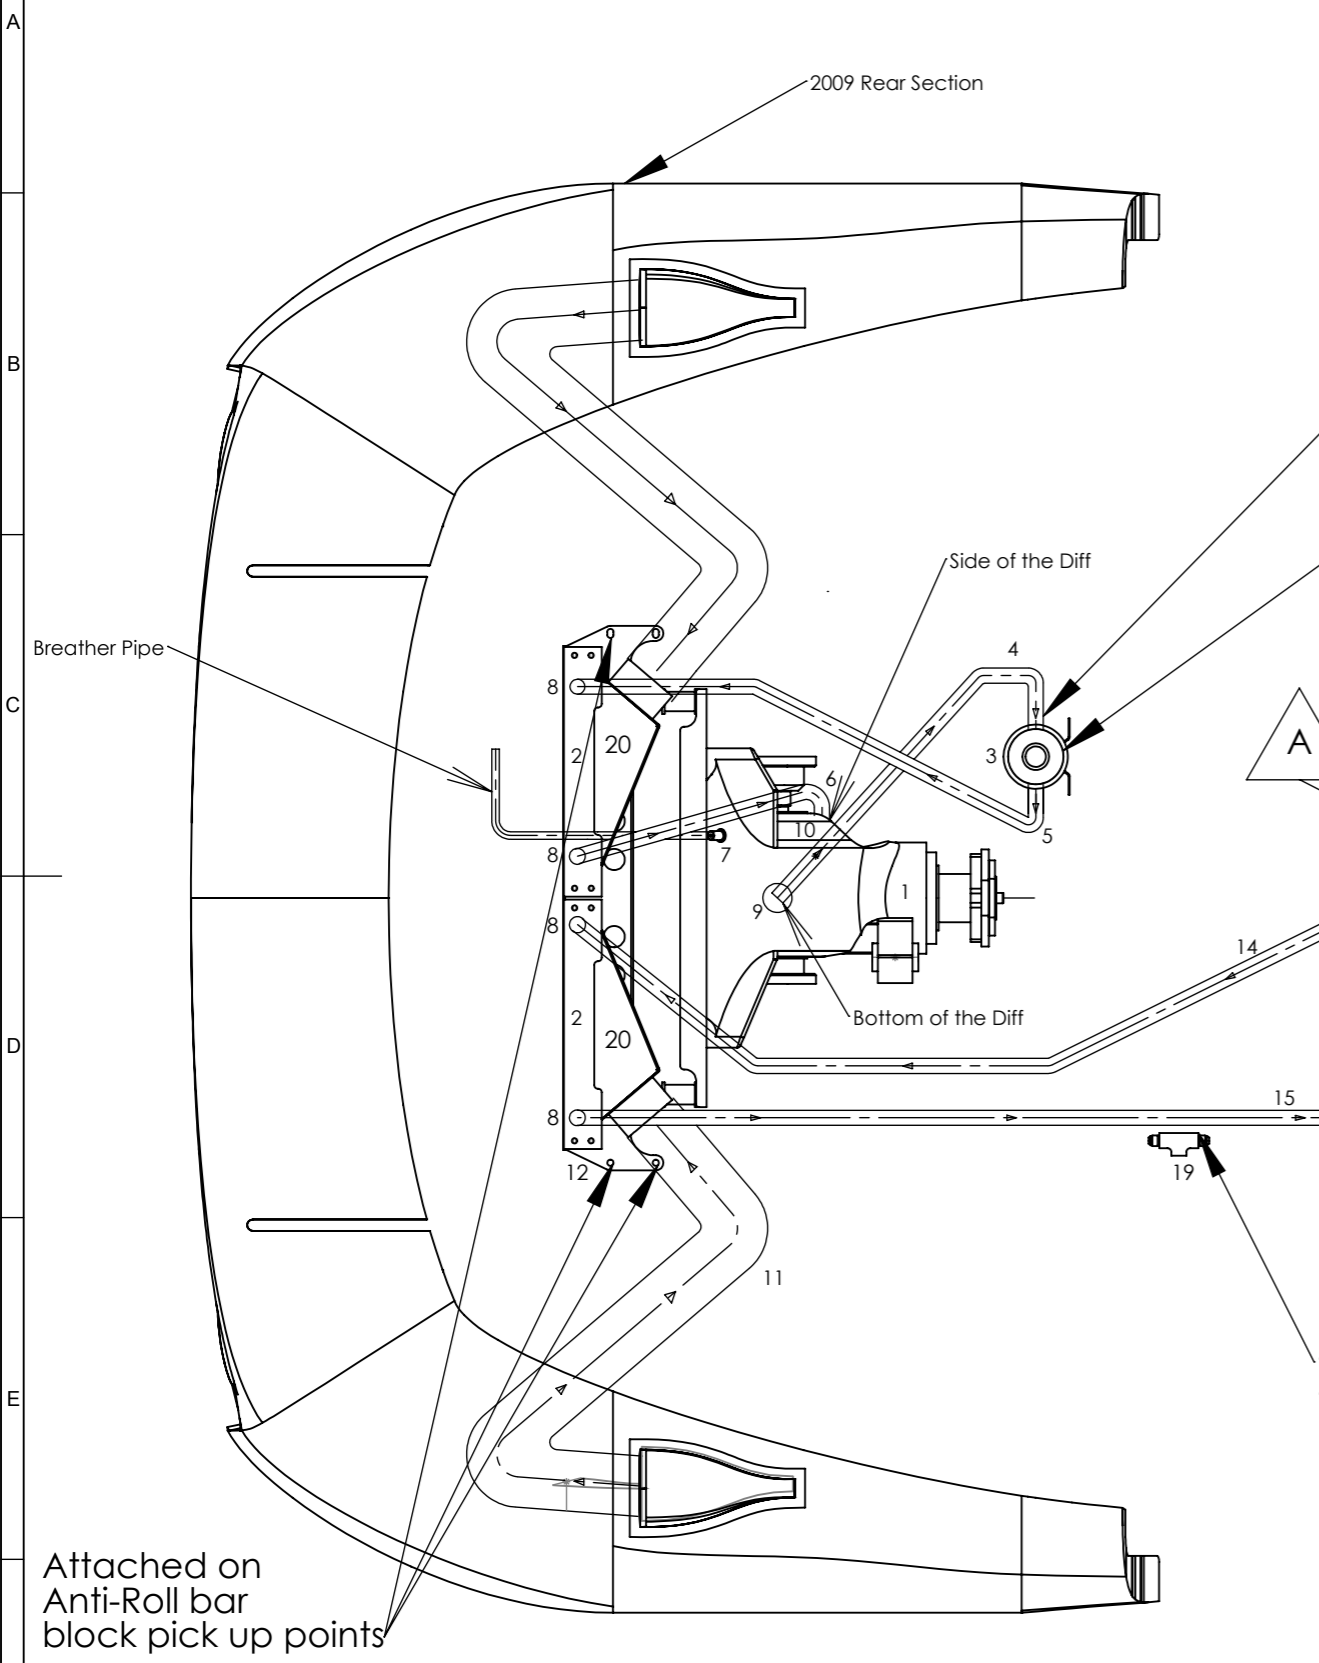 A
2009 Rear Section
B
Side of the Diff
Breather Pipe
4
C
8
2
20
3
A
6
10
5
7
8
9
1
8
14
2
20
Bottom of the Diff
D
8
15
12
19
11
E
Attached on
Anti-Roll bar
block pick up points